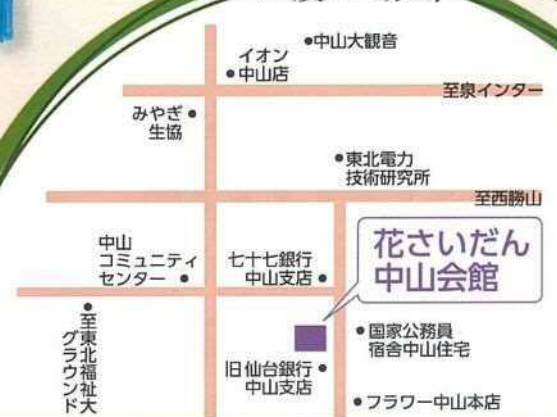 中山大観音
イオン
中山店
至泉インター
みやぎ
生協
東北電力
技術研究所
至西勝山
花さいだん
中山会館
中山
コミュニティ
センター
七十七銀行
中山支店
至東北福祉大
グラウンド
国家公務員
宿舎中山住宅
旧仙台銀行
中山支店
フラワー中山本店